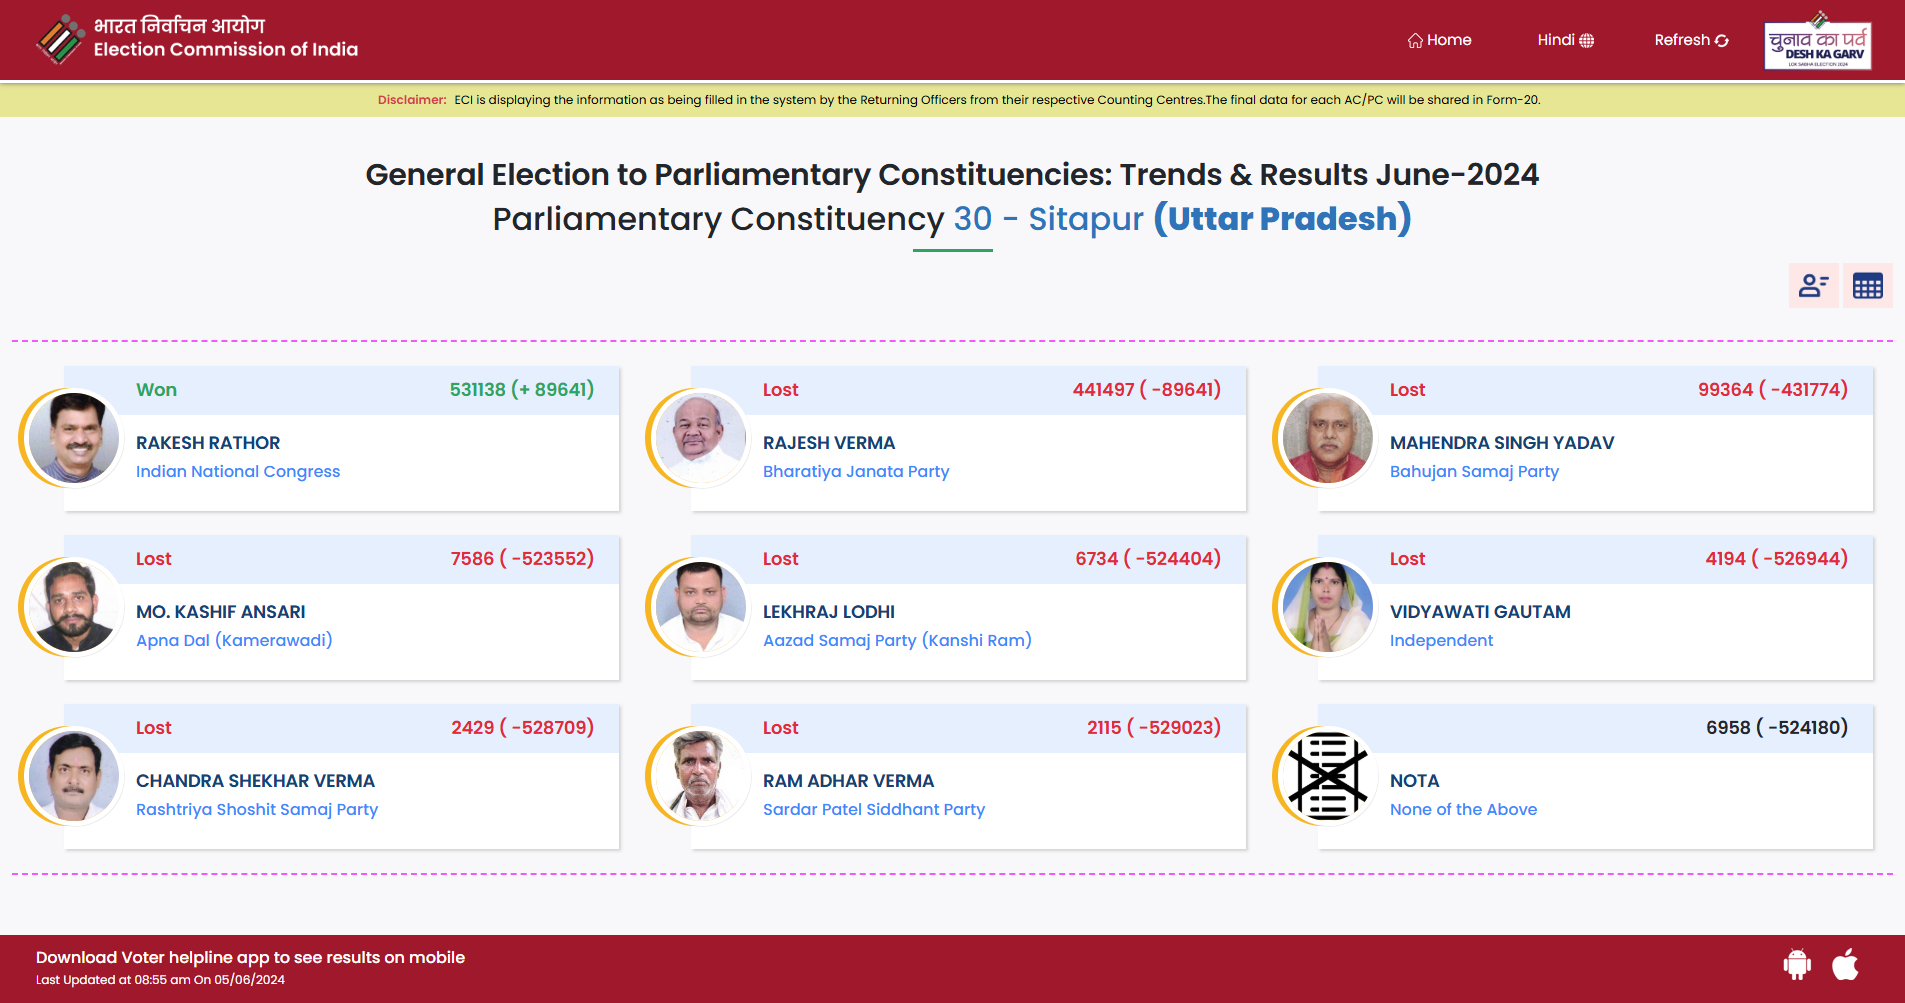 भारत निर्वाचन आयोग
Election Commission of India
Home
Hindi
Refresh
चुनाव का पर्व
DESH KA GARV
LOK SABHA ELECTION 2024
Disclaimer: ECI is displaying the information as being filled in the system by the Returning Officers from their respective Counting Centres.The final data for each AC/PC will be shared in Form-20.
General Election to Parliamentary Constituencies: Trends & Results June-2024
Parliamentary Constituency 30 - Sitapur (Uttar Pradesh)
Won 531138 (+ 89641)
RAKESH RATHOR
Indian National Congress
Lost 441497 ( -89641)
RAJESH VERMA
Bharatiya Janata Party
Lost 99364 ( -431774)
MAHENDRA SINGH YADAV
Bahujan Samaj Party
Lost 7586 ( -523552)
MO. KASHIF ANSARI
Apna Dal (Kamerawadi)
Lost 6734 ( -524404)
LEKHRAJ LODHI
Aazad Samaj Party (Kanshi Ram)
Lost 4194 ( -526944)
VIDYAWATI GAUTAM
Independent
Lost 2429 ( -528709)
CHANDRA SHEKHAR VERMA
Rashtriya Shoshit Samaj Party
Lost 2115 ( -529023)
RAM ADHAR VERMA
Sardar Patel Siddhant Party
6958 ( -524180)
NOTA
None of the Above
Download Voter helpline app to see results on mobile
Last Updated at 08:55 am On 05/06/2024